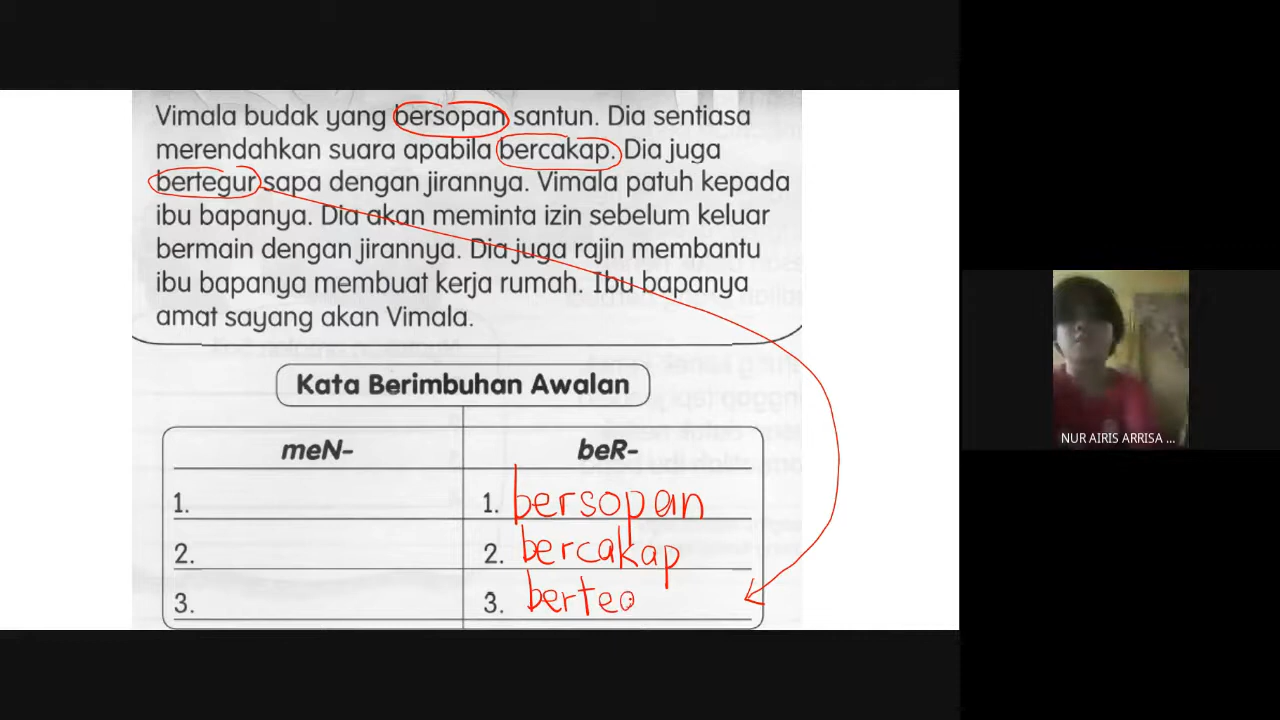 Vimala budak yang bersopan santun. Dia sentiasa
merendahkan suara apabila bercakap. Dia juga
bertegur sapa dengan jirannya. Vimala patuh kepada
ibu bapanya. Dia akan meminta izin sebelum keluar
bermain dengan jirannya. Dia juga rajin membantu
ibu bapanya membuat kerja rumah. Ibu bapanya
amat sayang akan Vimala.
Kata Berimbuhan Awalan
meN- beR-
1. 1. bersopan
2. 2. bercakap
3. 3. berteo
NUR AIRIS ARRISA ...